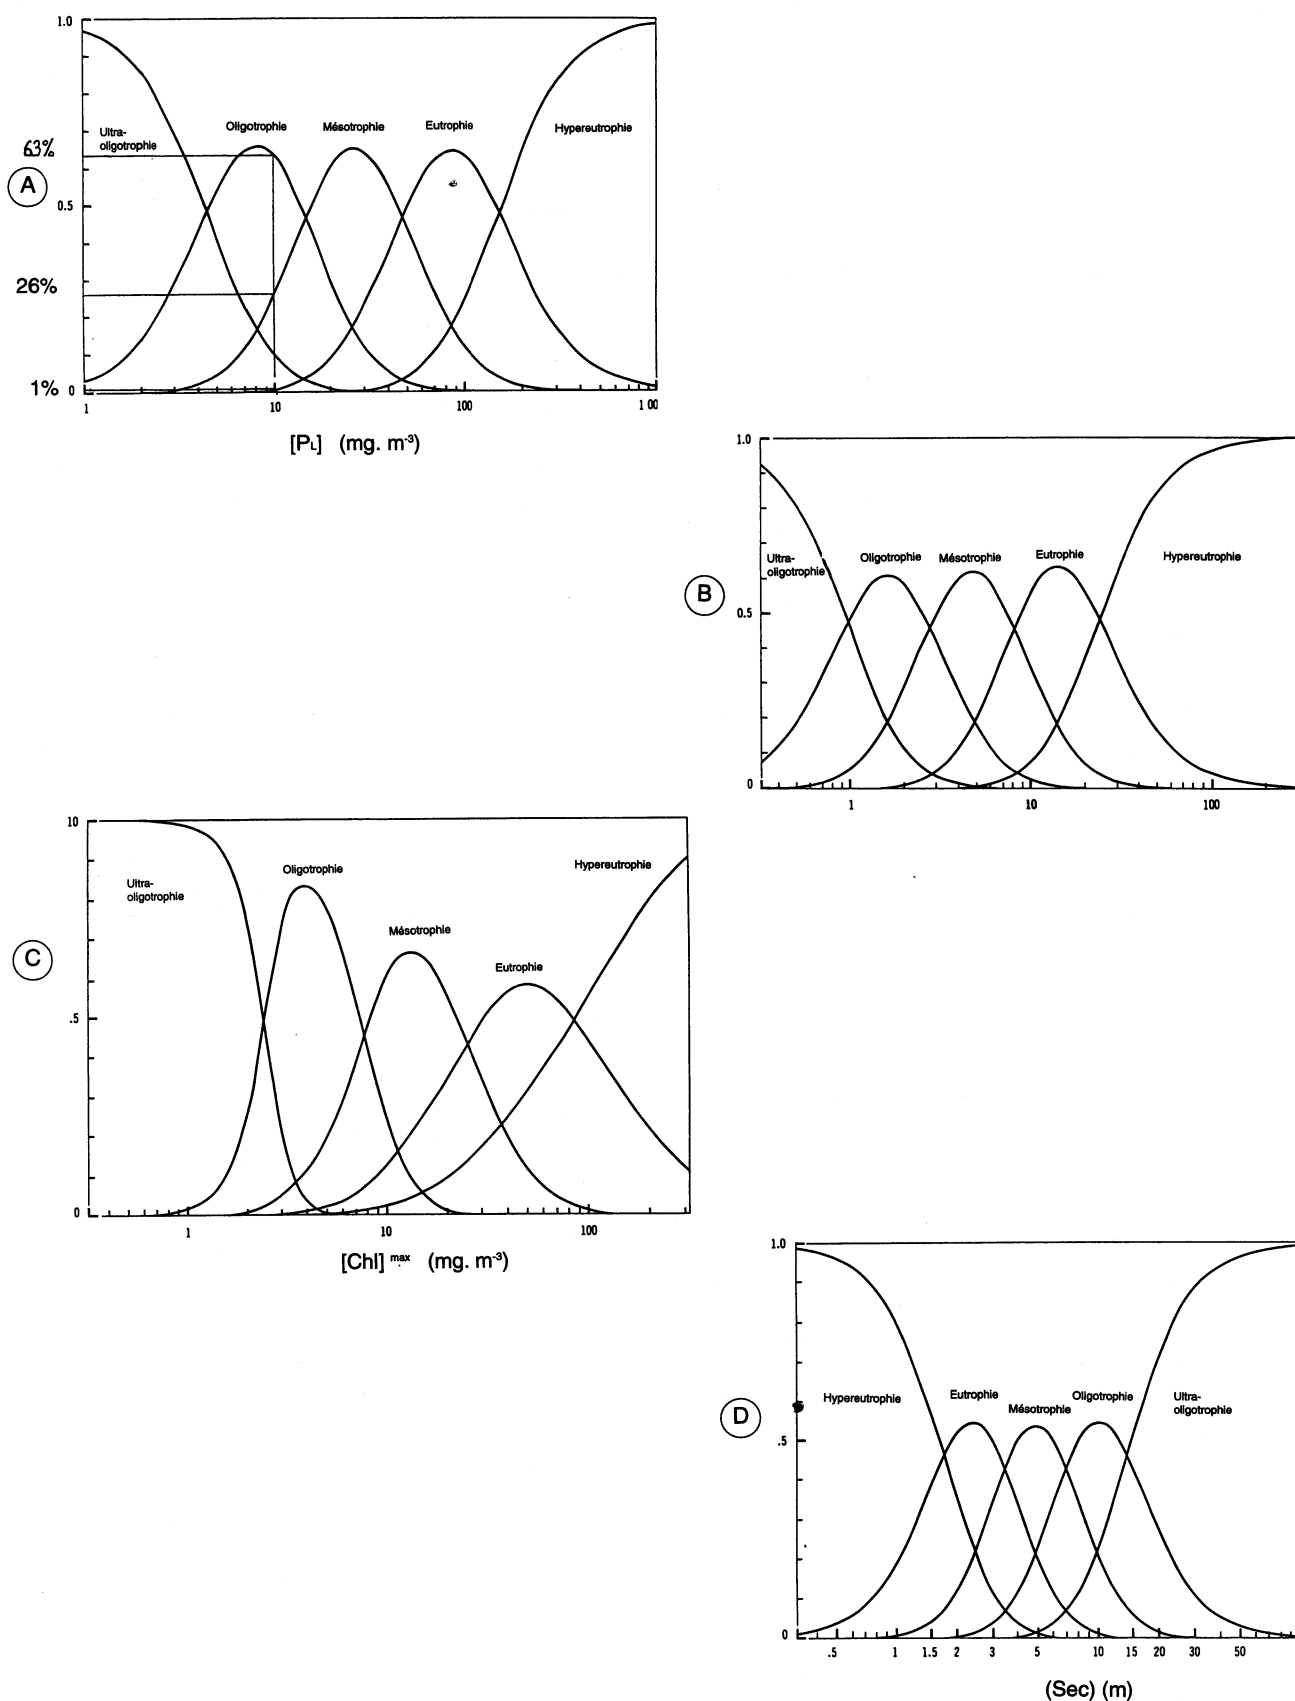 1.0
Ultra-
oligotrophie
Oligotrophie
Mésotrophie
Eutrophie
Hypereutrophie
63%
A
0.5
26%
1%
0
1
10
100
1 00
[PL] (mg. m-3)
1.0
Ultra-
oligotrophie
Oligotrophie
Mésotrophie
Eutrophie
Hypereutrophie
B
0.5
0
1
10
100
10
Ultra-
oligotrophie
Oligotrophie
Mésotrophie
Eutrophie
Hypereutrophie
C
.5
0
1
10
100
[Chl] max (mg. m-3)
1.0
Hypereutrophie
Eutrophie
Mésotrophie
Oligotrophie
Ultra-
oligotrophie
D
.5
0
.5 1 1.5 2 3 5 10 15 20 30 50
(Sec) (m)